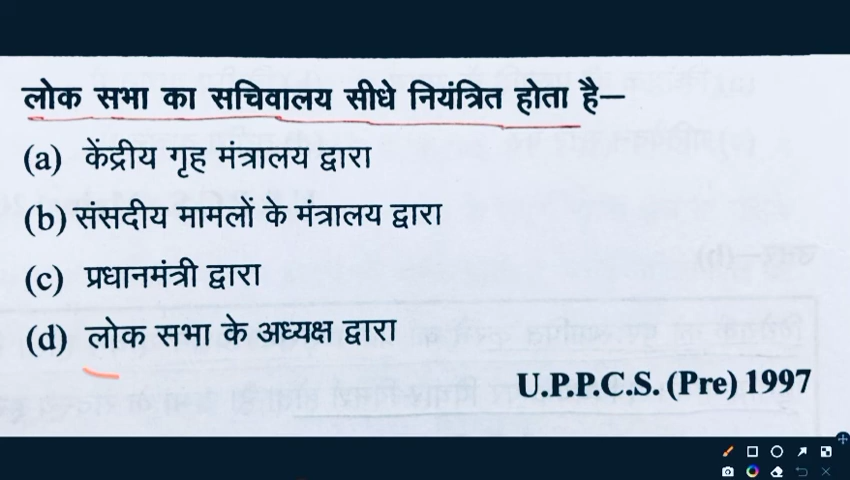 लोक सभा का सचिवालय सीधे नियंत्रित होता है–
(a) केंद्रीय गृह मंत्रालय द्वारा
(b) संसदीय मामलों के मंत्रालय द्वारा
(c) प्रधानमंत्री द्वारा
(d) लोक सभा के अध्यक्ष द्वारा
U.P.P.C.S. (Pre) 1997